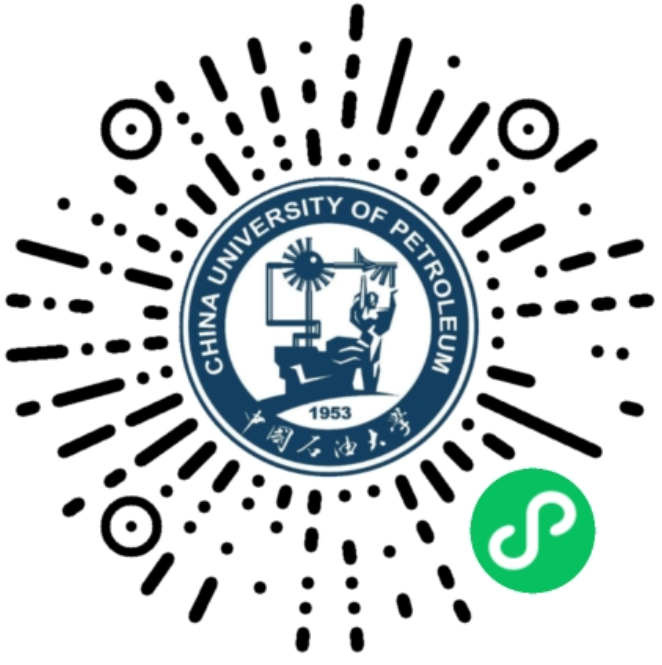 CHINA UNIVERSITY OF PETROLEUM
1953
中国石油大学